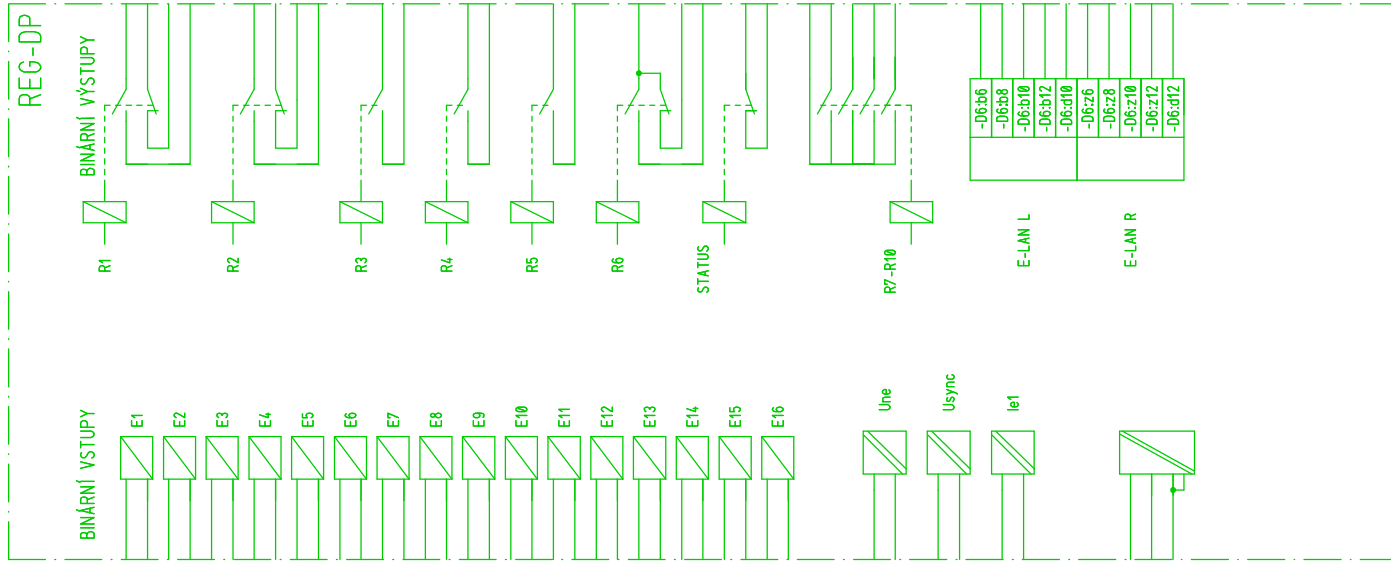 REG-DP
BINÁRNÍ VÝSTUPY
R1
R2
R3
R4
R5
R6
STATUS
R7-R10
-D6:b6
-D6:b8
-D6:b10
-D6:b12
-D6:d10
-D6:z6
-D6:z8
-D6:z10
-D6:z12
-D6:d12
E-LAN L
E-LAN R
BINÁRNÍ VSTUPY
E1
E2
E3
E4
E5
E6
E7
E8
E9
E10
E11
E12
E13
E14
E15
E16
Une
Usync
Ie1